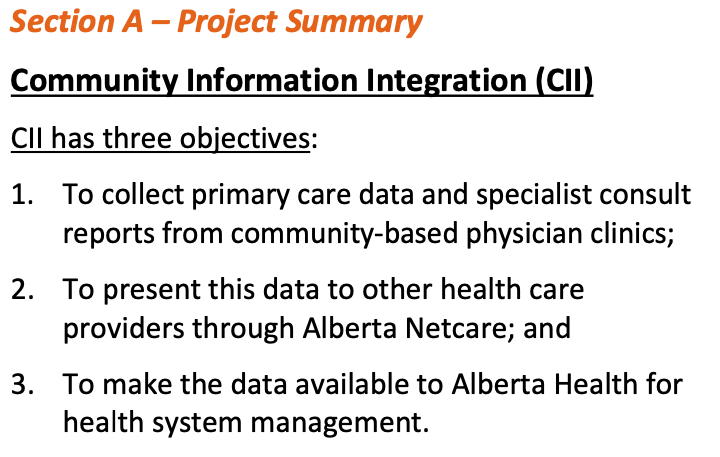 Section A – Project Summary
Community Information Integration (CII)
CII has three objectives:
1. To collect primary care data and specialist consult
reports from community-based physician clinics;
2. To present this data to other health care
providers through Alberta Netcare; and
3. To make the data available to Alberta Health for
health system management.